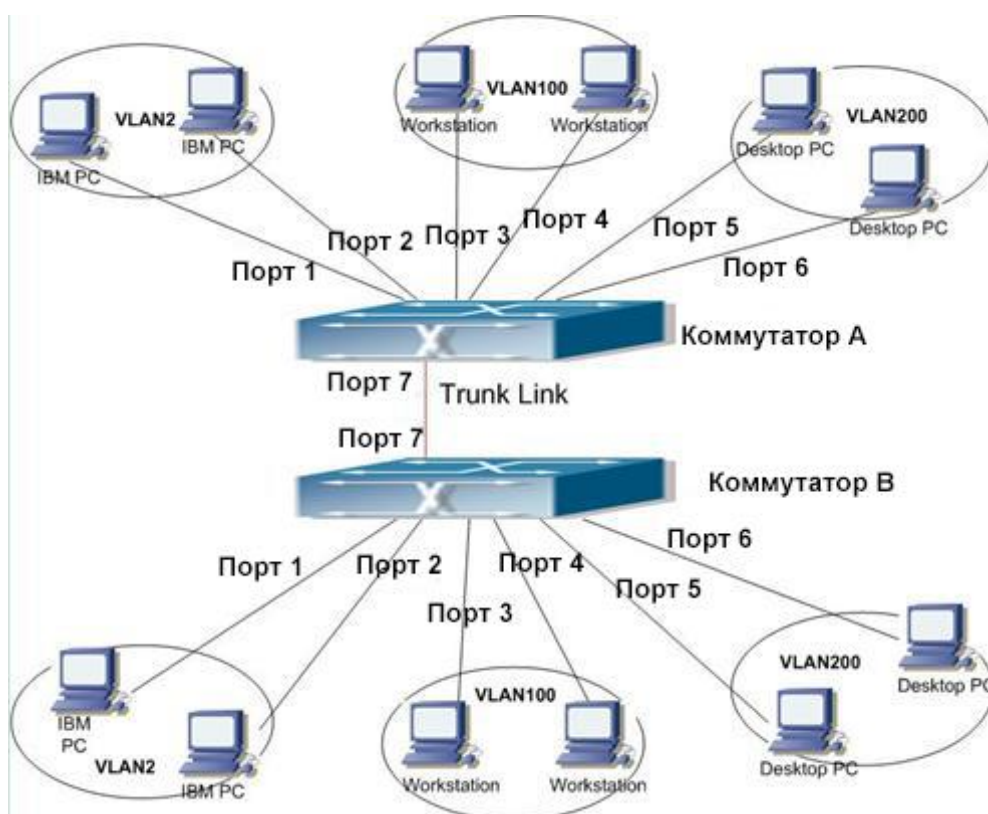 VLAN2
IBM PC
IBM PC
VLAN100
Workstation
Workstation
VLAN200
Desktop PC
Desktop PC
Порт 1
Порт 2
Порт 3
Порт 4
Порт 5
Порт 6
Коммутатор А
Порт 7
Trunk Link
Порт 7
Коммутатор В
Порт 1
Порт 2
Порт 3
Порт 4
Порт 5
Порт 6
IBM
PC
VLAN2
IBM PC
VLAN100
Workstation
Workstation
VLAN200
Desktop PC
Desktop PC